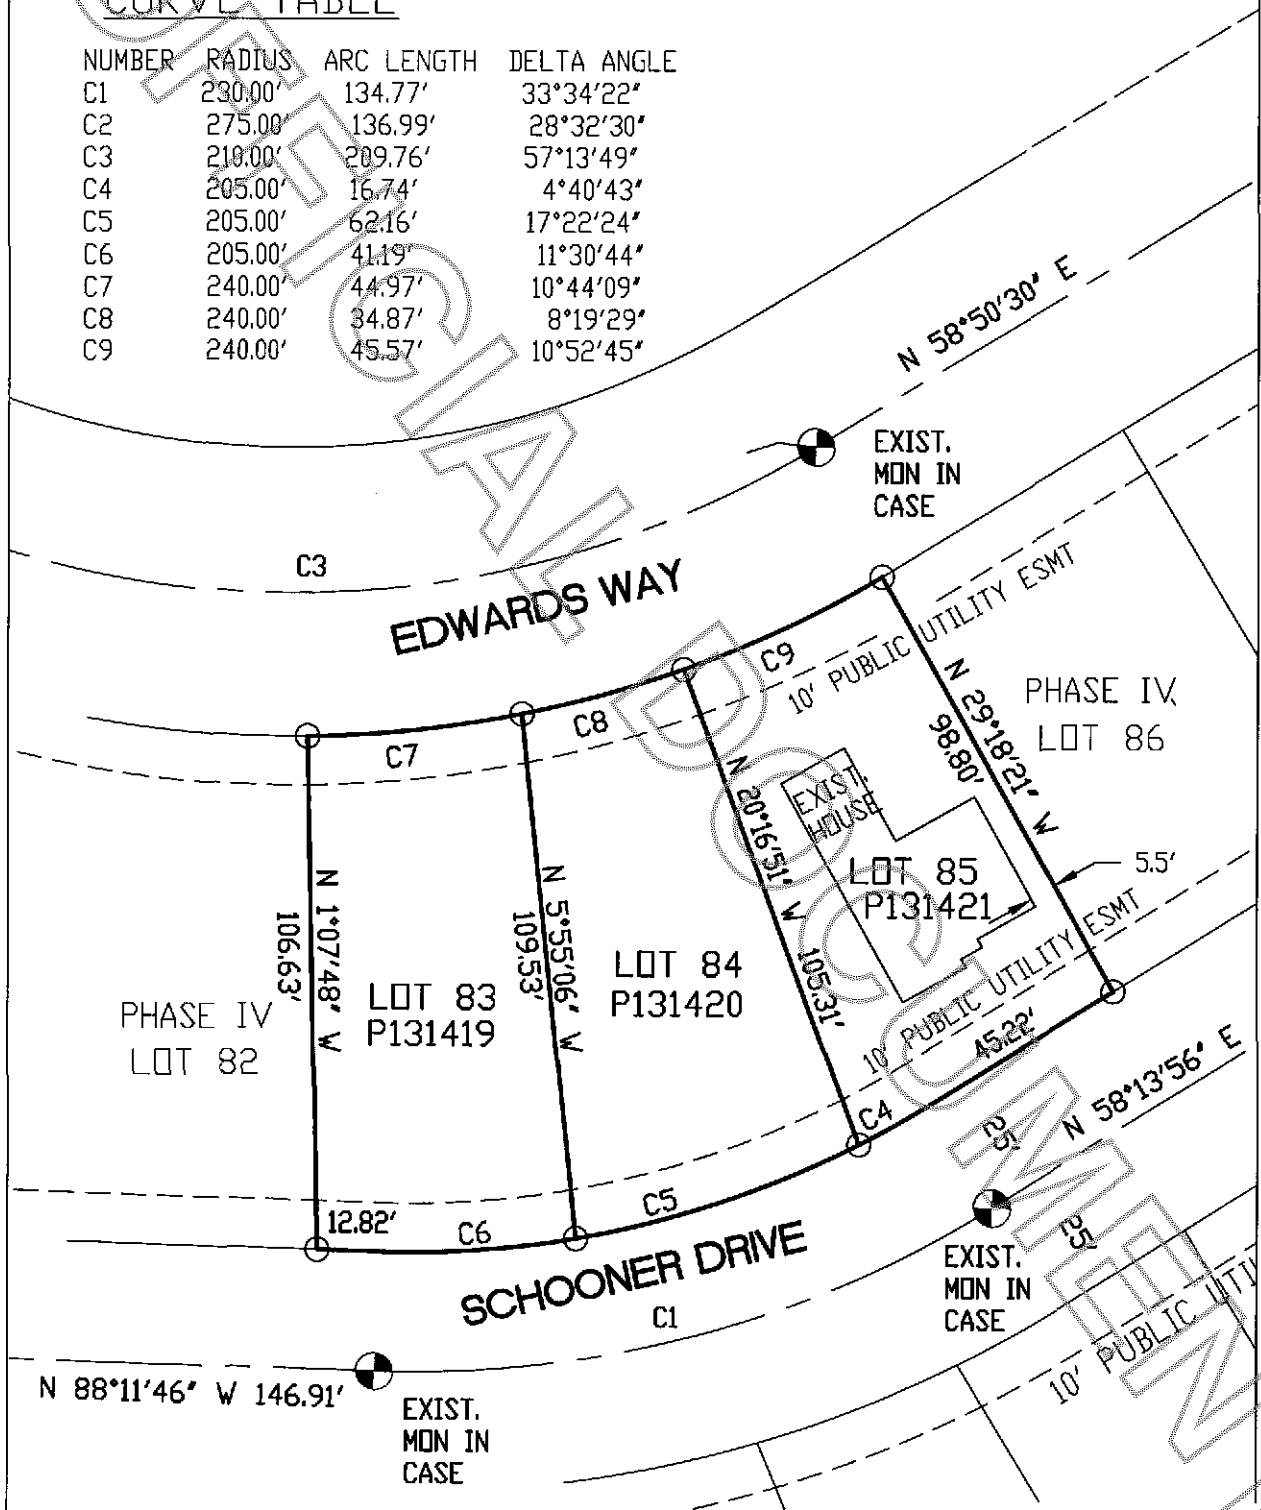 CURVE TABLE
NUMBER RADIUS ARC LENGTH DELTA ANGLE
C1 230.00' 134.77' 33°34'22"
C2 275.00' 136.99' 28°32'30"
C3 210.00' 209.76' 57°13'49"
C4 205.00' 16.74' 4°40'43"
C5 205.00' 62.16' 17°22'24"
C6 205.00' 41.19' 11°30'44"
C7 240.00' 44.97' 10°44'09"
C8 240.00' 34.87' 8°19'29"
C9 240.00' 45.57' 10°52'45"
N 58°50'30" E
EXIST.
MON IN
CASE
C3
EDWARDS WAY
C9
10' PUBLIC UTILITY ESMT
C8
C7
N 29°18'21" W
98.80'
PHASE IV
LOT 86
EXIST.
HOUSE
N 20°16'51" W 105.31'
LOT 85
P131421
5.5'
N 1°07'48" W
106.63'
N 5°55'06" W
109.53'
LOT 84
P131420
LOT 83
P131419
PHASE IV
LOT 82
10' PUBLIC UTILITY ESMT
45.22'
C4
N 58°13'56" E
25'
25'
12.82'
C6
C5
SCHOONER DRIVE
C1
EXIST.
MON IN
CASE
10' PUBLIC UTI
N 88°11'46" W 146.91'
EXIST.
MON IN
CASE
OFFICIAL DOCUMEN